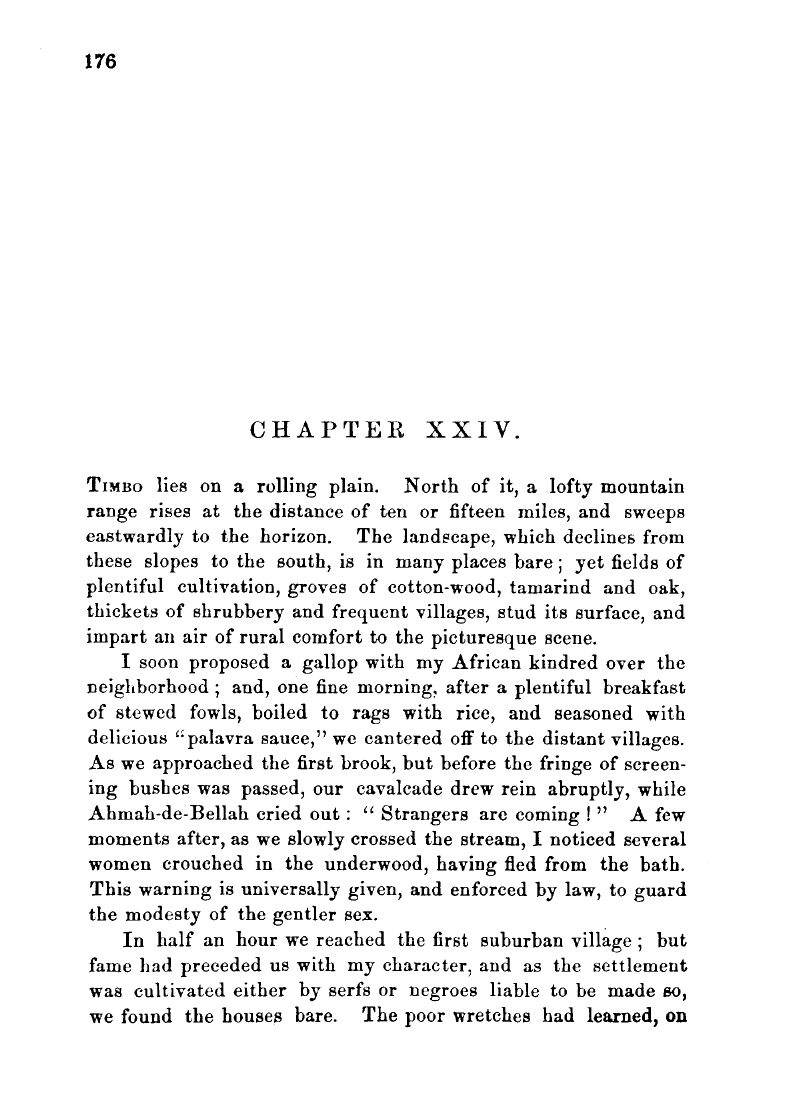 176
CHAPTER XXIV.
TIMBO lies on a rolling plain. North of it, a lofty mountain
range rises at the distance of ten or fifteen miles, and sweeps
eastwardly to the horizon. The landscape, which declines from
these slopes to the south, is in many places bare; yet fields of
plentiful cultivation, groves of cotton-wood, tamarind and oak,
thickets of shrubbery and frequent villages, stud its surface, and
impart an air of rural comfort to the picturesque scene.
I soon proposed a gallop with my African kindred over the
neighborhood; and, one fine morning, after a plentiful breakfast
of stewed fowls, boiled to rags with rice, and seasoned with
delicious "palavra sauce," we cantered off to the distant villages.
As we approached the first brook, but before the fringe of screen-
ing bushes was passed, our cavalcade drew rein abruptly, while
Ahmah-de-Bellah cried out: "Strangers are coming!" A few
moments after, as we slowly crossed the stream, I noticed several
women crouched in the underwood, having fled from the bath.
This warning is universally given, and enforced by law, to guard
the modesty of the gentler sex.
In half an hour we reached the first suburban village; but
fame had preceded us with my character, and as the settlement
was cultivated either by serfs or negroes liable to be made so,
we found the houses bare. The poor wretches had learned, on